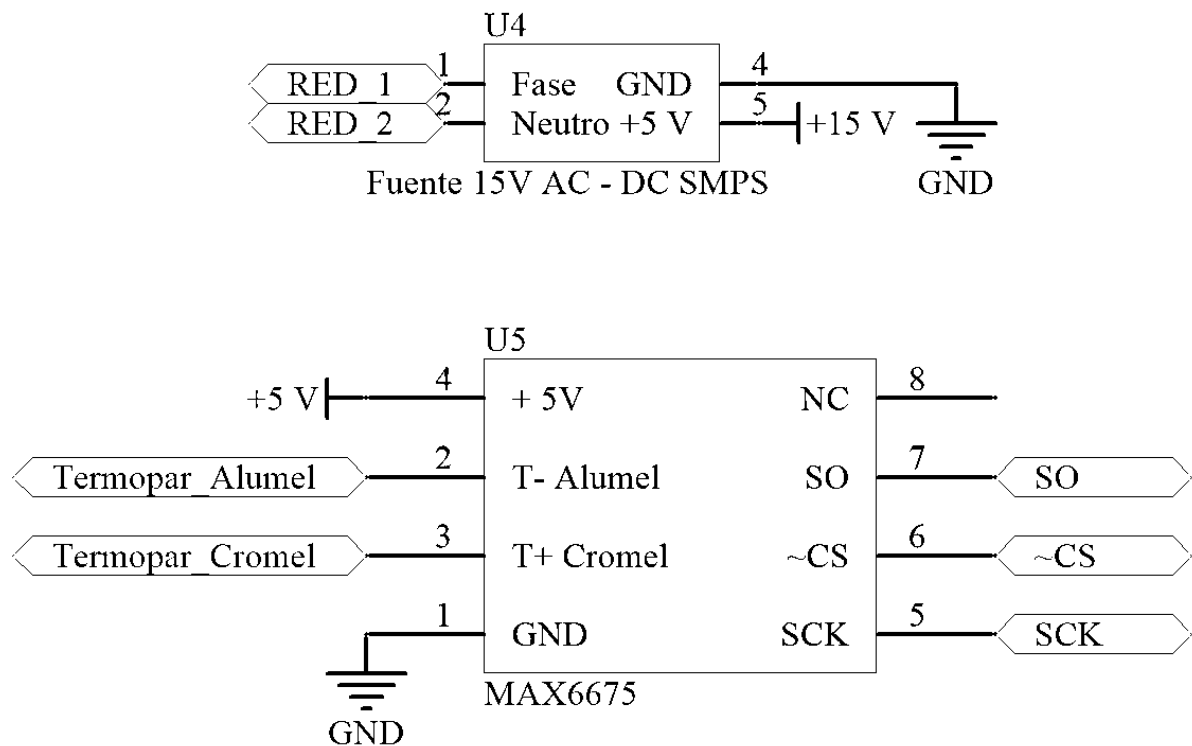 U4
RED_1 1 Fase GND 4
RED_2 2 Neutro +5 V 5 +15 V
Fuente 15V AC - DC SMPS
GND
U5
+5 V 4 + 5V NC 8
Termopar_Alumel 2 T- Alumel SO 7 SO
Termopar_Cromel 3 T+ Cromel ~CS 6 ~CS
1 GND SCK 5 SCK
MAX6675
GND